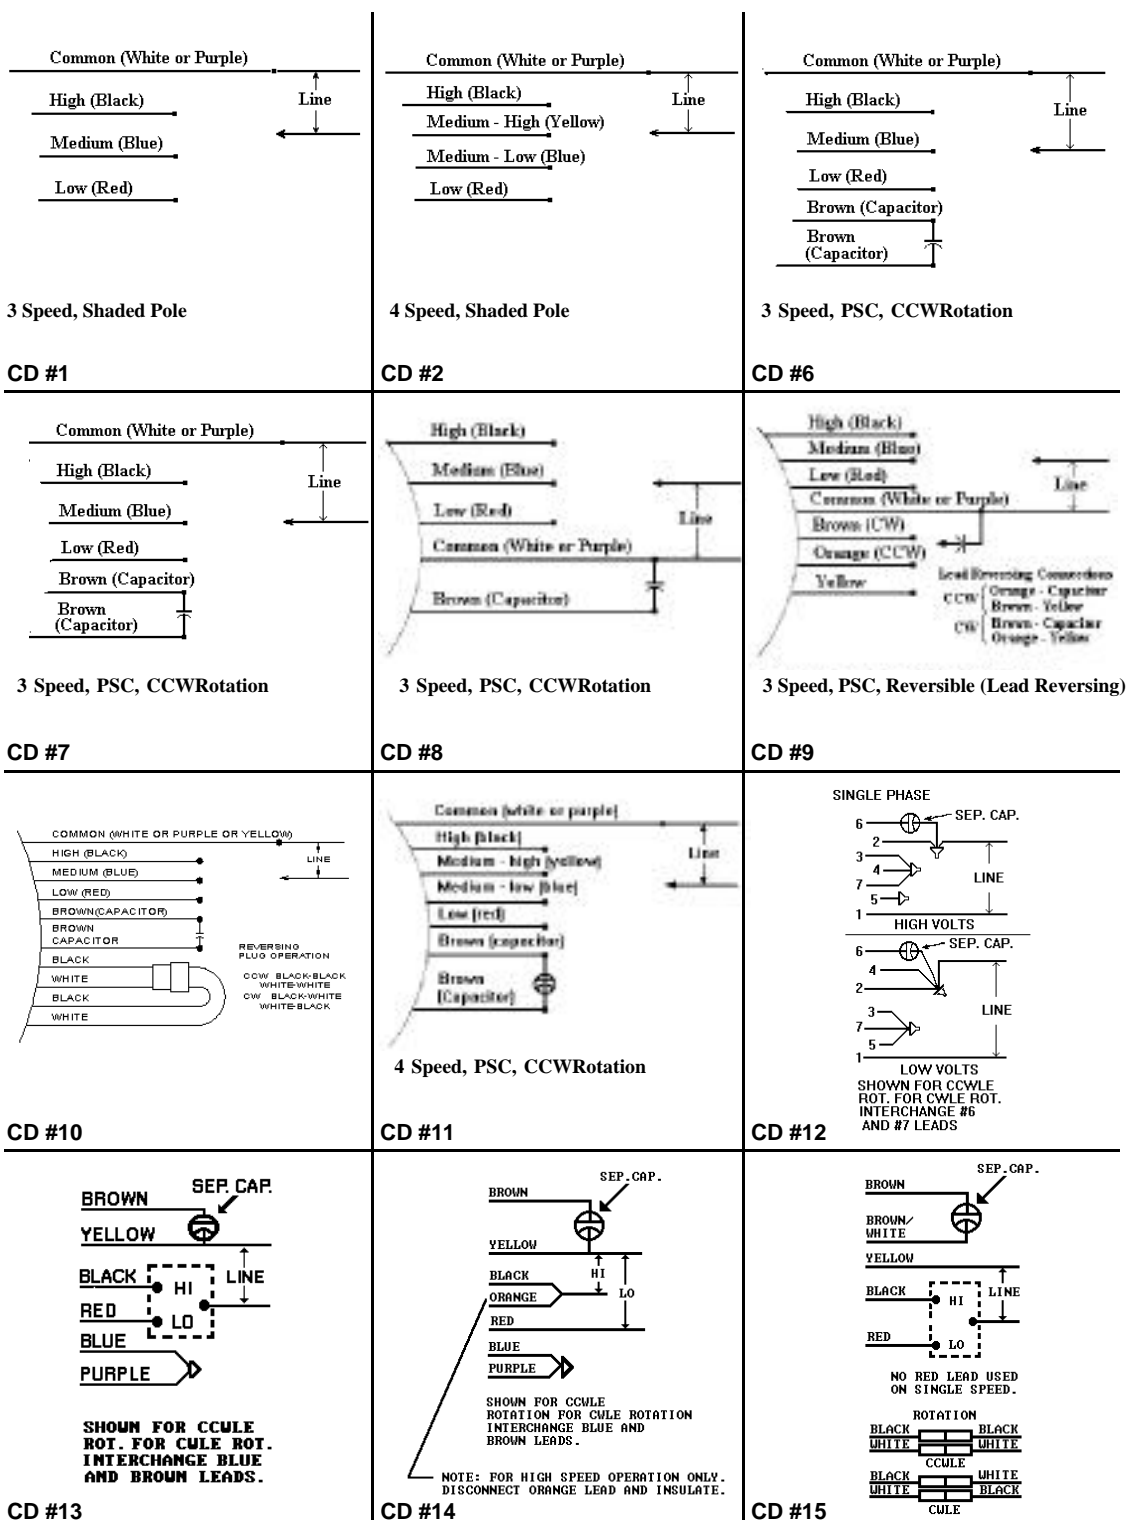 Common (White or Purple)
High (Black)
Line
Medium (Blue)
Low (Red)
3 Speed, Shaded Pole
CD #1
Common (White or Purple)
High (Black)
Line
Medium - High (Yellow)
Medium - Low (Blue)
Low (Red)
4 Speed, Shaded Pole
CD #2
Common (White or Purple)
High (Black)
Line
Medium (Blue)
Low (Red)
Brown (Capacitor)
Brown
(Capacitor)
3 Speed, PSC, CCWRotation
CD #6
Common (White or Purple)
High (Black)
Line
Medium (Blue)
Low (Red)
Brown (Capacitor)
Brown
(Capacitor)
3 Speed, PSC, CCWRotation
CD #7
High (Black)
Medium (Blue)
Low (Red)
Line
Common (White or Purple)
Brown (Capacitor)
3 Speed, PSC, CCWRotation
CD #8
High (Black)
Medium (Blue)
Low (Red)
Line
Common (White or Purple)
Brown (CW)
Orange (CCW)
Yellow
Lead Reversing Connections
CCW Orange - Capacitor
Brown - Yellow
CW Brown - Capacitor
Orange - Yellow
3 Speed, PSC, Reversible (Lead Reversing)
CD #9
COMMON (WHITE OR PURPLE OR YELLOW)
HIGH (BLACK)
LINE
MEDIUM (BLUE)
LOW (RED)
BROWN(CAPACITOR)
BROWN
CAPACITOR
BLACK
WHITE
BLACK
WHITE
REVERSING
PLUG OPERATION
CCW BLACK-BLACK
WHITE-WHITE
CW BLACK-WHITE
WHITE-BLACK
CD #10
Common (white or purple)
High (black)
Line
Medium - high (yellow)
Medium - low (blue)
Low (red)
Brown (capacitor)
Brown
(Capacitor)
4 Speed, PSC, CCWRotation
CD #11
SINGLE PHASE
6 SEP. CAP.
2
3
4
7
5
1
LINE
HIGH VOLTS
6 SEP. CAP.
4
2
3
7
5
1
LINE
LOW VOLTS
SHOWN FOR CCWLE
ROT. FOR CWLE ROT.
INTERCHANGE #6
AND #7 LEADS
CD #12
BROWN
SEP. CAP.
YELLOW
BLACK
HI
LINE
RED
LO
BLUE
PURPLE
SHOWN FOR CCWLE
ROT. FOR CWLE ROT.
INTERCHANGE BLUE
AND BROWN LEADS.
CD #13
SEP.CAP.
BROWN
YELLOW
BLACK
HI
ORANGE
LO
RED
BLUE
PURPLE
SHOWN FOR CCWLE
ROTATION FOR CWLE ROTATION
INTERCHANGE BLUE AND
BROWN LEADS.
NOTE: FOR HIGH SPEED OPERATION ONLY.
DISCONNECT ORANGE LEAD AND INSULATE.
CD #14
SEP.CAP.
BROWN
BROWN/
WHITE
YELLOW
BLACK
HI
LINE
RED
LO
NO RED LEAD USED
ON SINGLE SPEED.
ROTATION
BLACK BLACK
WHITE WHITE
CCWLE
BLACK WHITE
WHITE BLACK
CWLE
CD #15